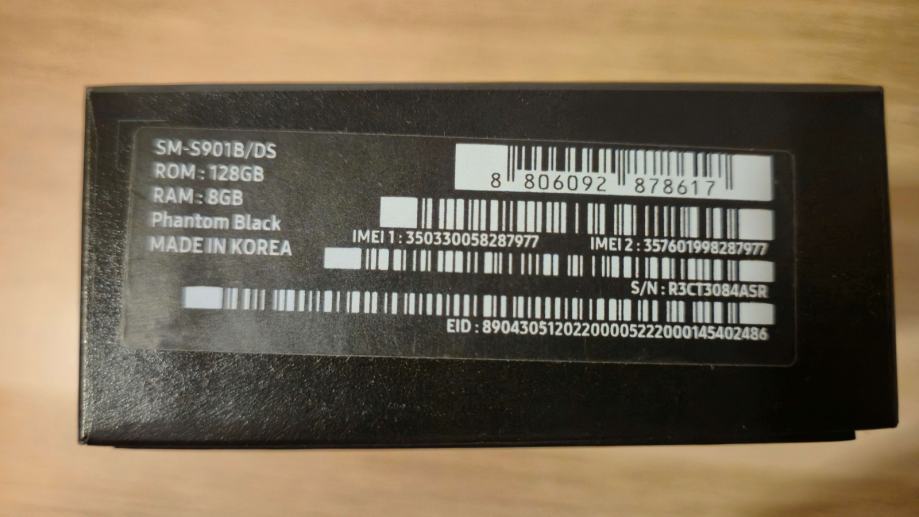 SM-S901B/DS
ROM : 128GB
RAM : 8GB
Phantom Black
MADE IN KOREA
8 806092 878617
IMEI 1 : 350330058287977
IMEI 2 : 357601998287977
S/N : R3CT3084ASR
EID : 89043051202200005222000145402486